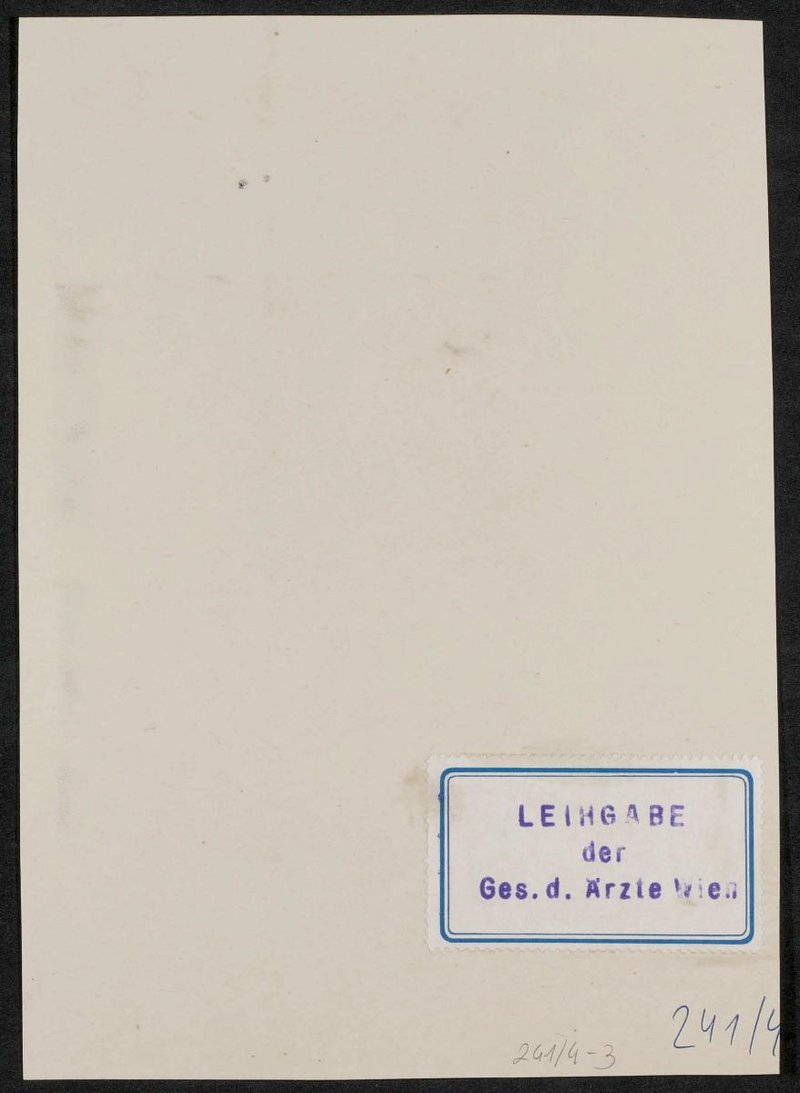 LEIHGABE
der
Ges. d. Ärzte Wien
241/4
241/4-3